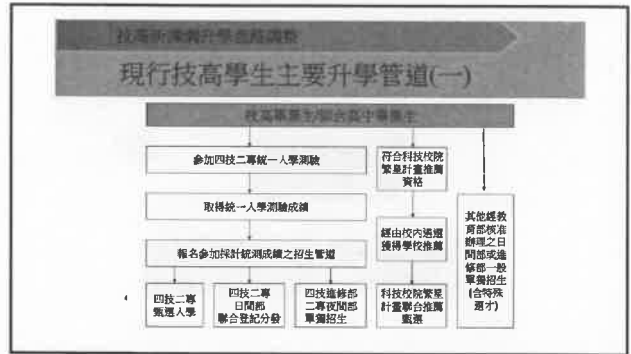 技高新課綱升學進路調整
現行技高學生主要升學管道(一)
技高畢業生/綜合高中畢業生
參加四技二專統一入學測驗
取得統一入學測驗成績
報名參加採計統測成績之招生管道
四技二專
甄選入學
四技二專
日間部
聯合登記分發
四技進修部
二專夜間部
單獨招生
符合科技校院
繁星計畫推薦
資格
經由校內遴選
獲得學校推薦
科技校院繁星
計畫聯合推薦
甄選
其他經教
育部核准
辦理之日
間部或進
修部一般
單獨招生
(含特殊
選才)